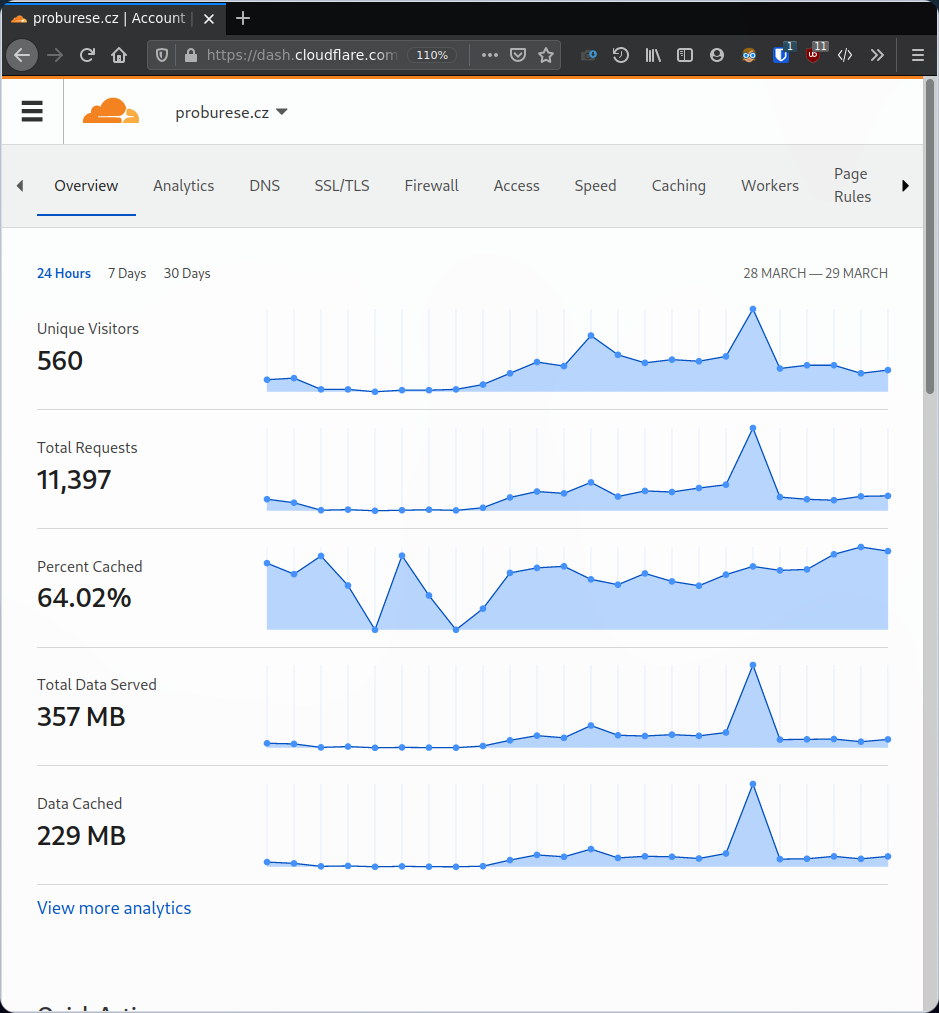 proburese.cz | Account
https://dash.cloudflare.com 110%
1
11
proburese.cz
Overview Analytics DNS SSL/TLS Firewall Access Speed Caching Workers Page Rules
24 Hours 7 Days 30 Days 28 MARCH — 29 MARCH
Unique Visitors
560
Total Requests
11,397
Percent Cached
64.02%
Total Data Served
357 MB
Data Cached
229 MB
View more analytics